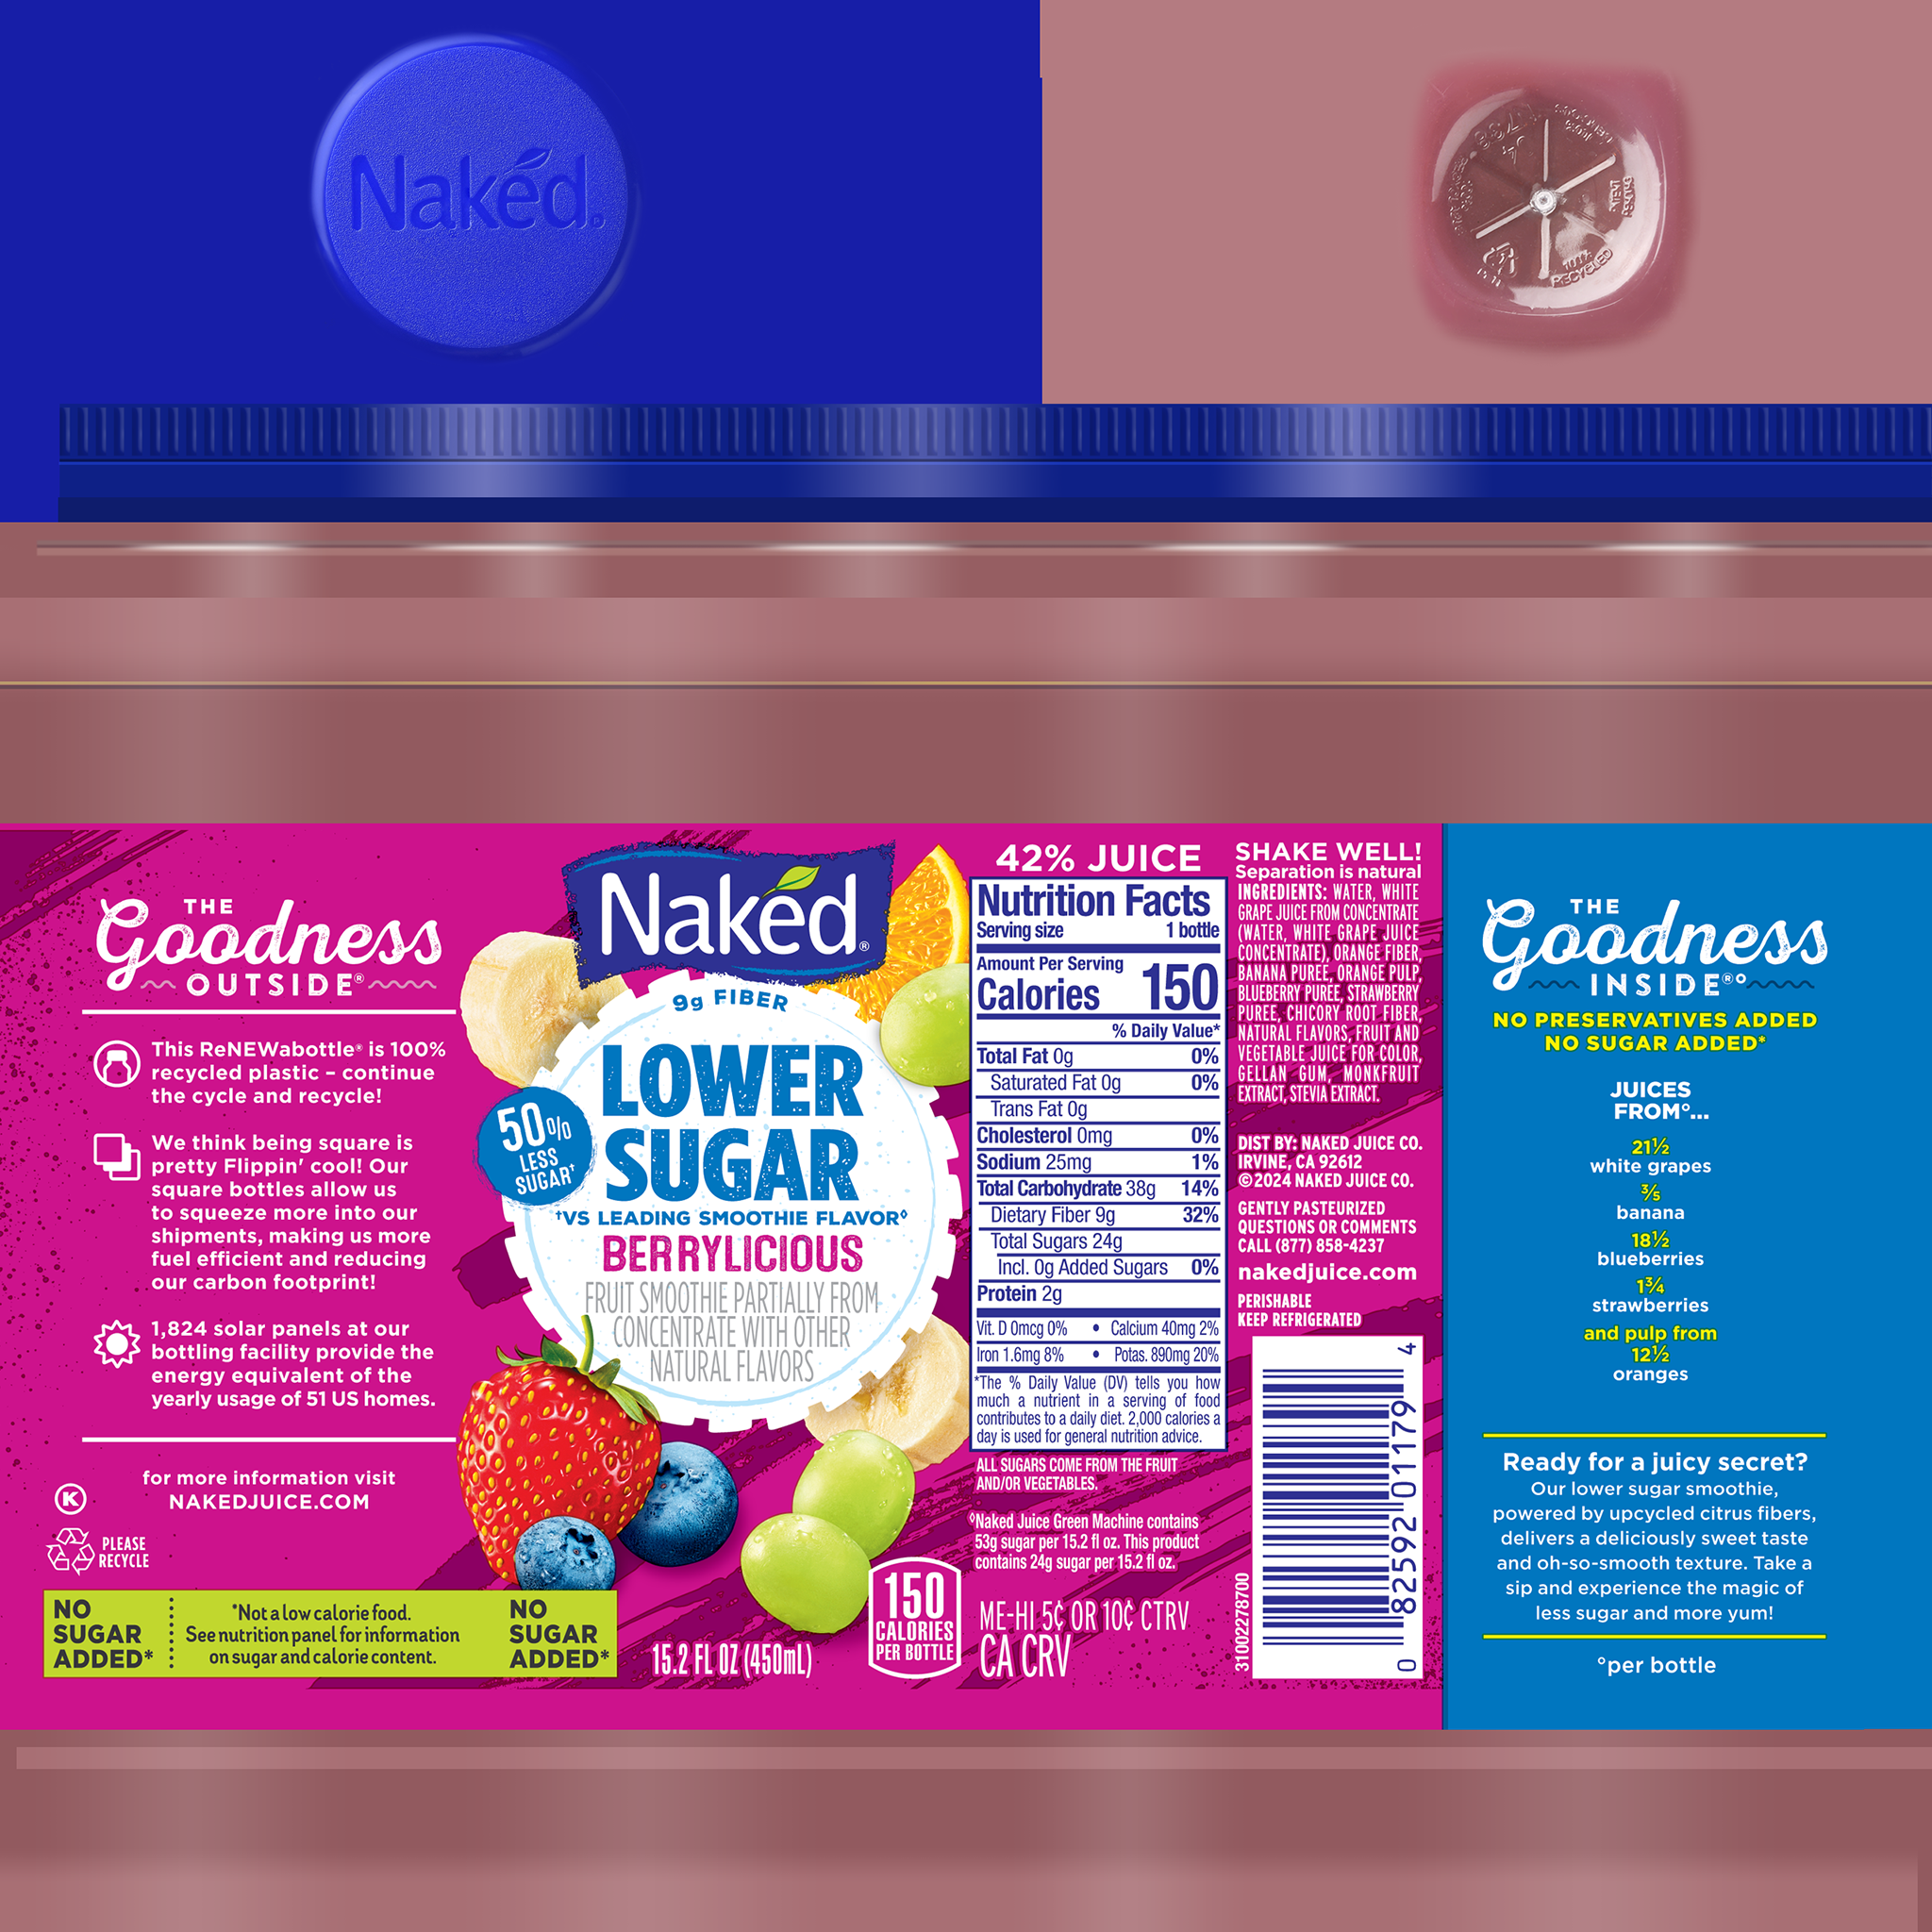 Naked®
100%
RECYCLED
THE
Goodness
OUTSIDE®
This ReNEWabottle® is 100%
recycled plastic – continue
the cycle and recycle!
We think being square is
pretty Flippin' cool! Our
square bottles allow us
to squeeze more into our
shipments, making us more
fuel efficient and reducing
our carbon footprint!
1,824 solar panels at our
bottling facility provide the
energy equivalent of the
yearly usage of 51 US homes.
for more information visit
NAKEDJUICE.COM
K
PLEASE
RECYCLE
NO
SUGAR
ADDED*
*Not a low calorie food.
See nutrition panel for information
on sugar and calorie content.
NO
SUGAR
ADDED*
Naked®
9g FIBER
LOWER
SUGAR
50%
LESS
SUGAR†
†VS LEADING SMOOTHIE FLAVOR◊
BERRYLICIOUS
FRUIT SMOOTHIE PARTIALLY FROM
CONCENTRATE WITH OTHER
NATURAL FLAVORS
15.2 FL OZ (450mL)
150
CALORIES
PER BOTTLE
42% JUICE
Nutrition Facts
Serving size 1 bottle
Amount Per Serving
Calories 150
% Daily Value*
Total Fat 0g 0%
Saturated Fat 0g 0%
Trans Fat 0g
Cholesterol 0mg 0%
Sodium 25mg 1%
Total Carbohydrate 38g 14%
Dietary Fiber 9g 32%
Total Sugars 24g
Incl. 0g Added Sugars 0%
Protein 2g
Vit. D 0mcg 0% • Calcium 40mg 2%
Iron 1.6mg 8% • Potas. 890mg 20%
*The % Daily Value (DV) tells you how
much a nutrient in a serving of food
contributes to a daily diet. 2,000 calories a
day is used for general nutrition advice.
ALL SUGARS COME FROM THE FRUIT
AND/OR VEGETABLES.
◊Naked Juice Green Machine contains
53g sugar per 15.2 fl oz. This product
contains 24g sugar per 15.2 fl oz.
ME-HI 5¢ OR 10¢ CTRV
CA CRV
SHAKE WELL!
Separation is natural
INGREDIENTS: WATER, WHITE
GRAPE JUICE FROM CONCENTRATE
(WATER, WHITE GRAPE JUICE
CONCENTRATE), ORANGE FIBER,
BANANA PUREE, ORANGE PULP,
BLUEBERRY PUREE, STRAWBERRY
PUREE, CHICORY ROOT FIBER,
NATURAL FLAVORS, FRUIT AND
VEGETABLE JUICE FOR COLOR,
GELLAN GUM, MONKFRUIT
EXTRACT, STEVIA EXTRACT.
DIST BY: NAKED JUICE CO.
IRVINE, CA 92612
©2024 NAKED JUICE CO.
GENTLY PASTEURIZED
QUESTIONS OR COMMENTS
CALL (877) 858-4237
nakedjuice.com
PERISHABLE
KEEP REFRIGERATED
31002278700
0 82592 01179 4
THE
Goodness
INSIDE®°
NO PRESERVATIVES ADDED
NO SUGAR ADDED*
JUICES
FROM°...
21½
white grapes
⅗
banana
18½
blueberries
1¾
strawberries
and pulp from
12½
oranges
Ready for a juicy secret?
Our lower sugar smoothie,
powered by upcycled citrus fibers,
delivers a deliciously sweet taste
and oh-so-smooth texture. Take a
sip and experience the magic of
less sugar and more yum!
°per bottle